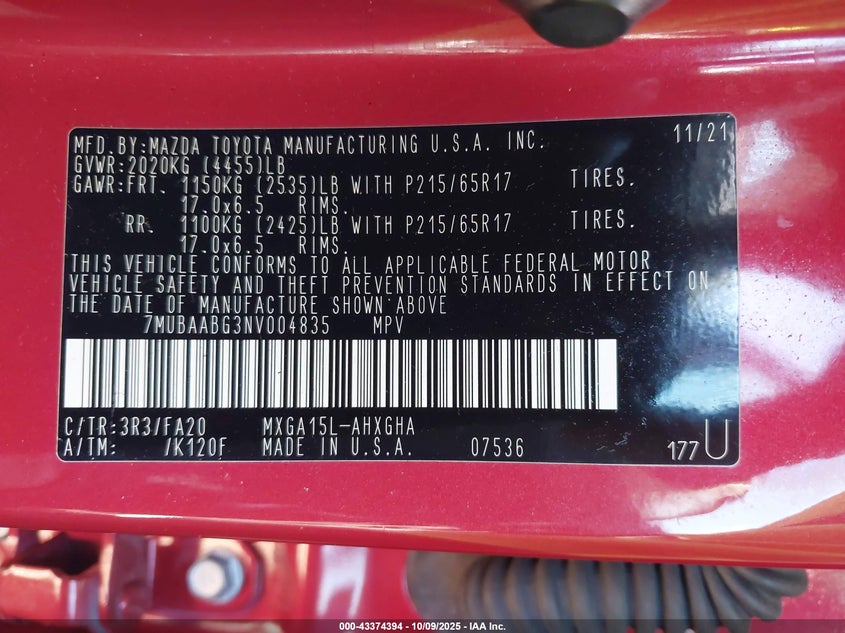 MFD.BY:MAZDA TOYOTA MANUFACTURING U.S.A. INC. 11/21
GVWR:2020KG (4455)LB
GAWR:FRT. 1150KG (2535)LB WITH P215/65R17 TIRES.
17.0x6.5 RIMS.
RR. 1100KG (2425)LB WITH P215/65R17 TIRES.
17.0x6.5 RIMS.
THIS VEHICLE CONFORMS TO ALL APPLICABLE FEDERAL MOTOR
VEHICLE SAFETY AND THEFT PREVENTION STANDARDS IN EFFECT ON
THE DATE OF MANUFACTURE SHOWN ABOVE
7MUBAABG3NV004835 MPV
C/TR:3R3/FA20 MXGA15L-AHXGHA
A/TM: /K120F MADE IN U.S.A. 07536 177U
000-43374394 - 10/09/2025 - IAA Inc.